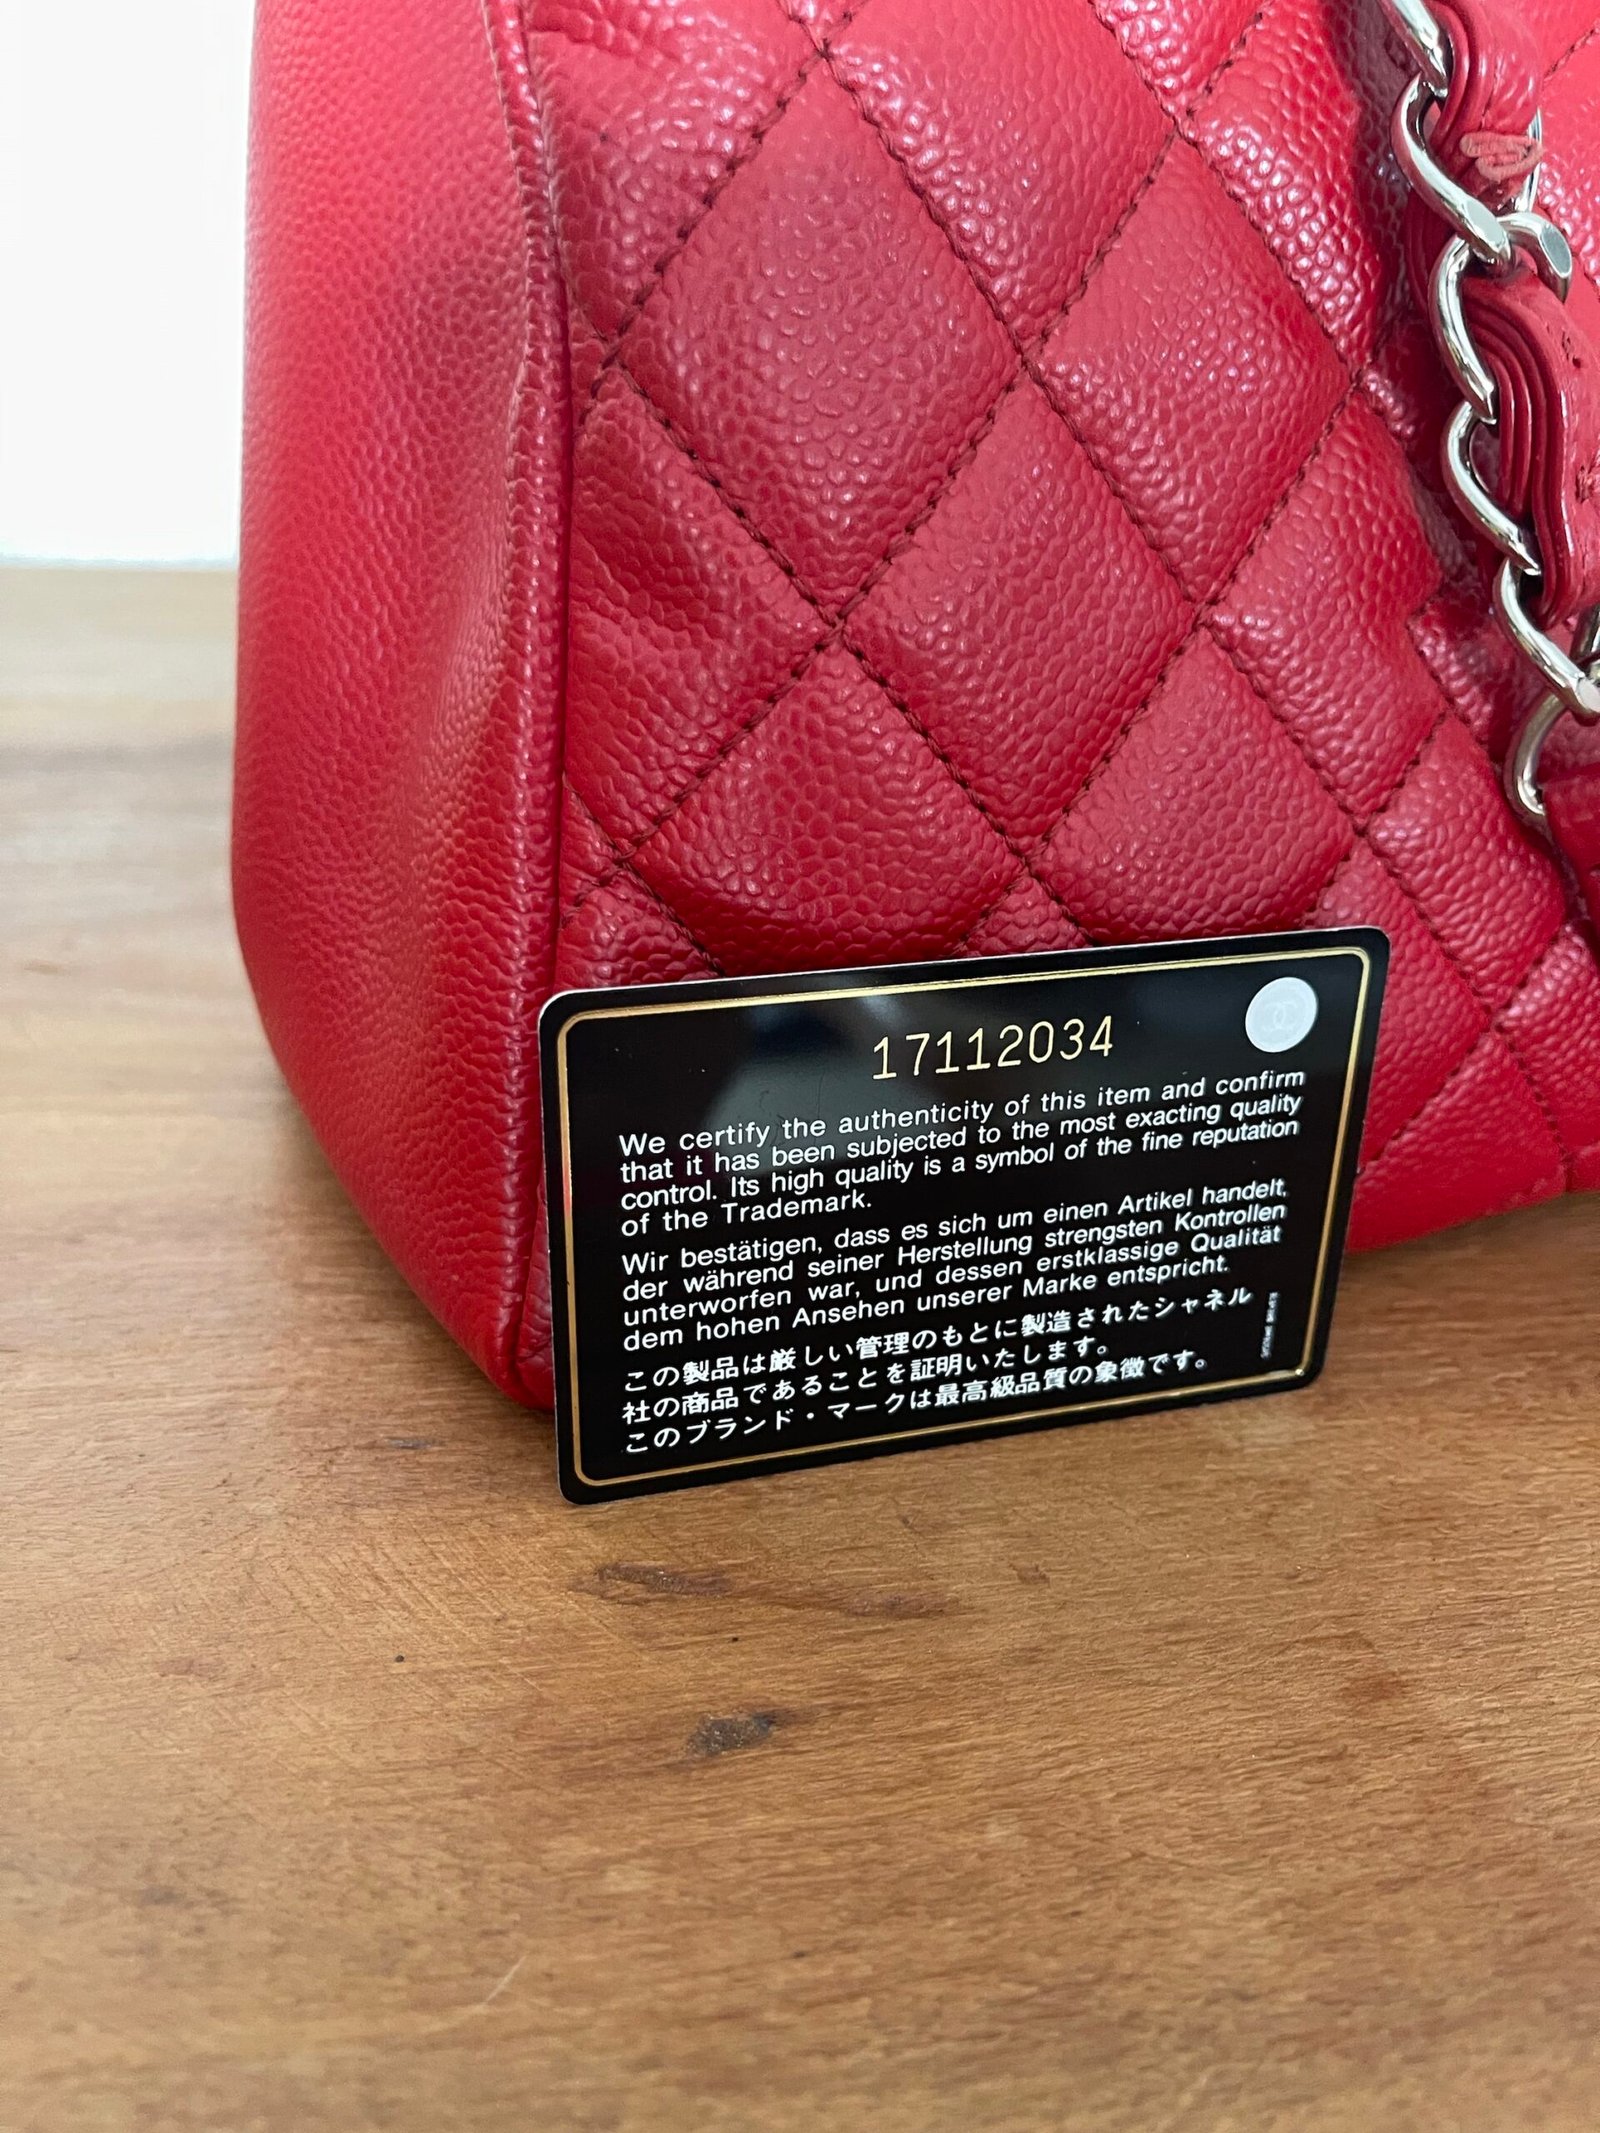 17112034
We certify the authenticity of this item and confirm
that it has been subjected to the most exacting quality
control. Its high quality is a symbol of the fine reputation
of the Trademark.
Wir bestätigen, dass es sich um einen Artikel handelt,
der während seiner Herstellung strengsten Kontrollen
unterworfen war, und dessen erstklassige Qualität
dem hohen Ansehen unserer Marke entspricht.
この製品は厳しい管理のもとに製造されたシャネル
社の商品であることを証明いたします。
このブランド・マークは最高級品質の象徴です。